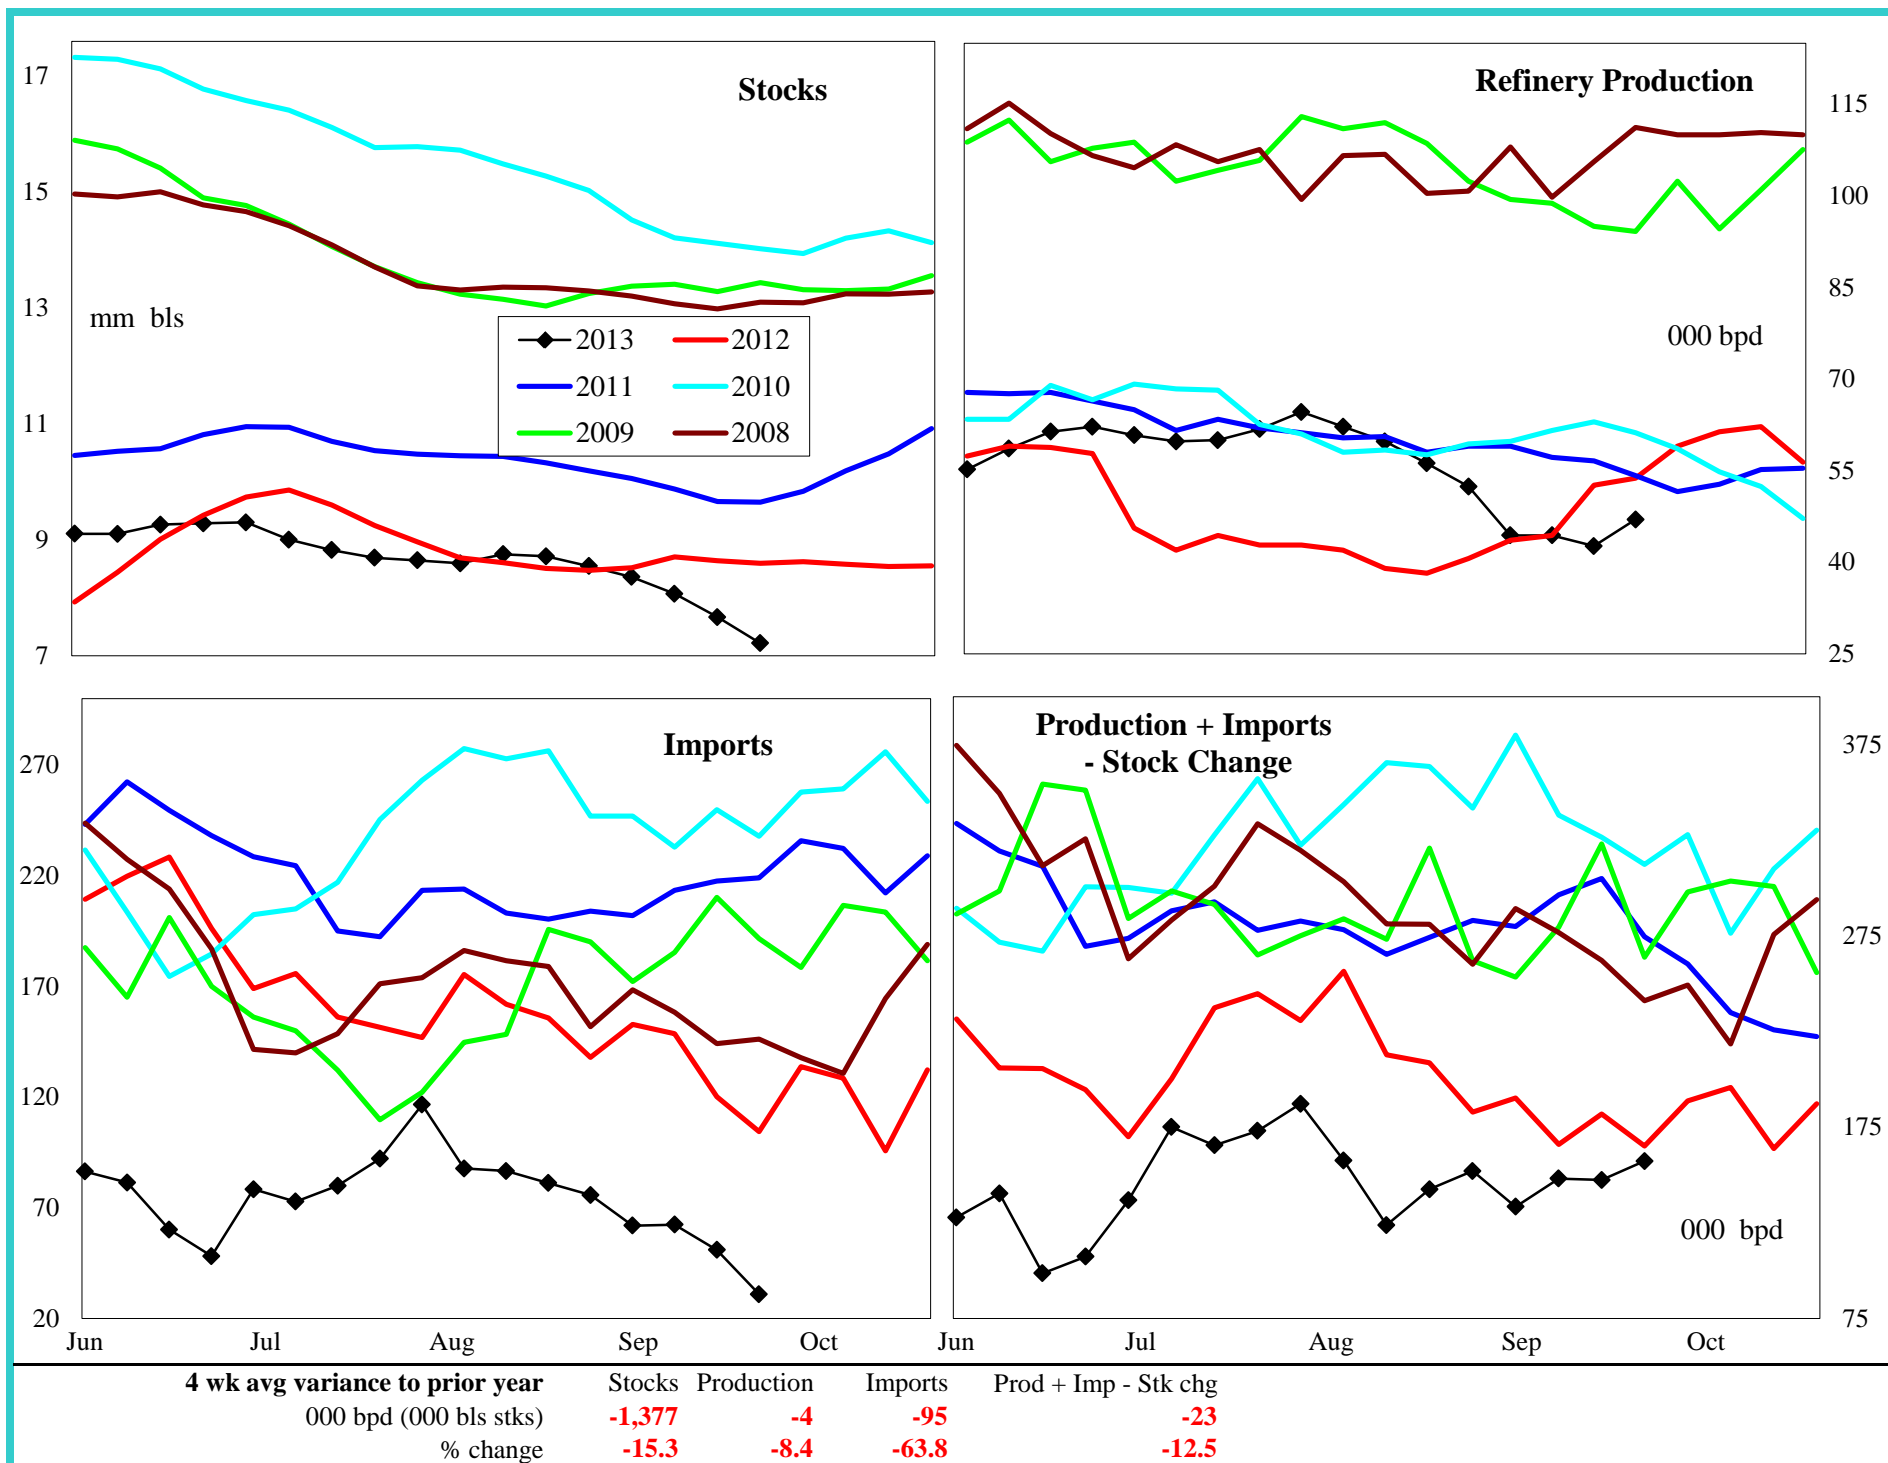 Stocks
17
15
13
11
9
7
mm bls
2013 2012
2011 2010
2009 2008
Refinery Production
115
100
85
70
55
40
25
000 bpd
Imports
270
220
170
120
70
20
Jun Jul Aug Sep Oct
Production + Imports
- Stock Change
375
275
175
75
000 bpd
Jun Jul Aug Sep Oct
4 wk avg variance to prior year Stocks Production Imports Prod + Imp - Stk chg
000 bpd (000 bls stks) -1,377 -4 -95 -23
% change -15.3 -8.4 -63.8 -12.5